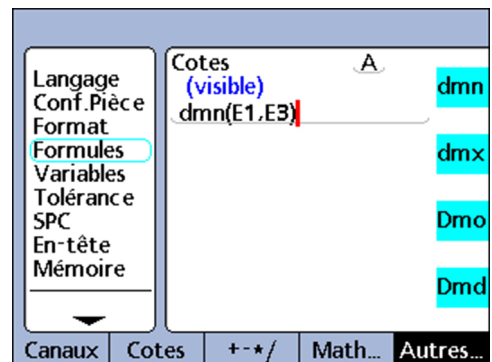 Langage
Conf.Pièce
Format
Formules
Variables
Tolérance
SPC
En-tête
Mémoire
Cotes A
(visible)
dmn(E1,E3)
dmn
dmx
Dmo
Dmd
Canaux Cotes +-*/ Math... Autres...